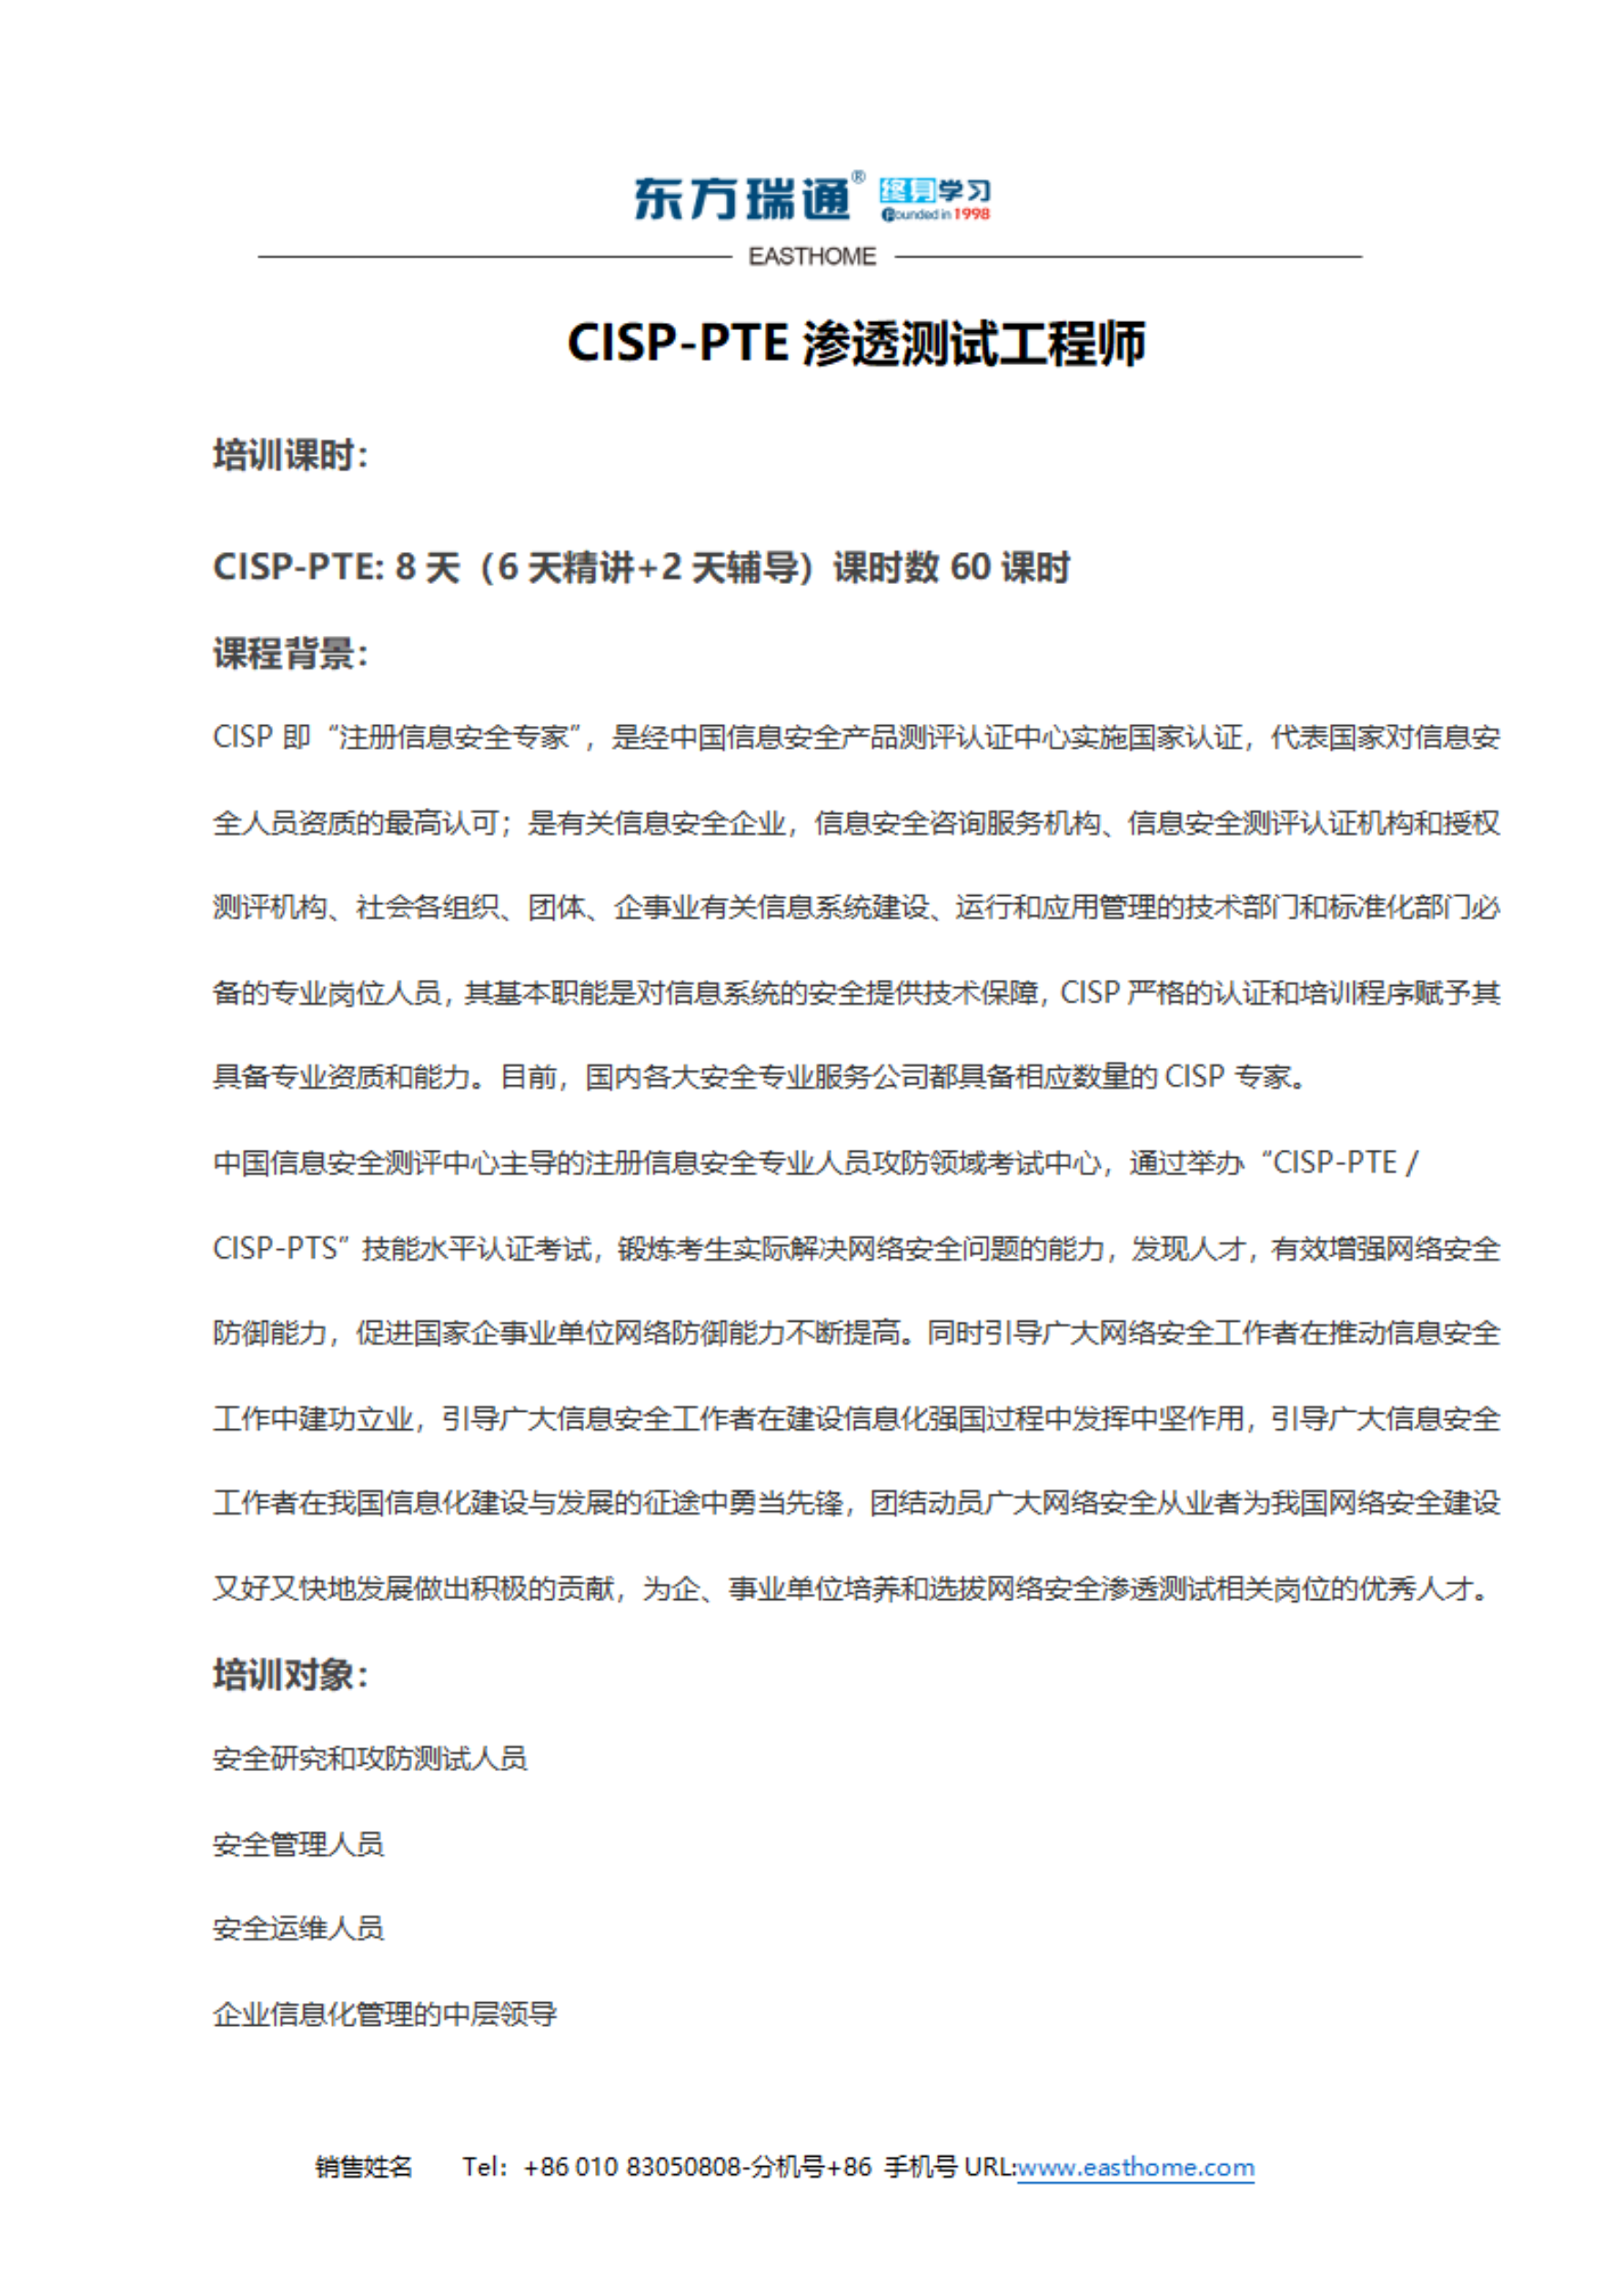 东方瑞通® 终身学习
Founded in 1998
EASTHOME
CISP-PTE 渗透测试工程师
培训课时：
CISP-PTE: 8 天（6 天精讲+2 天辅导）课时数 60 课时
课程背景：
CISP 即“注册信息安全专家”，是经中国信息安全产品测评认证中心实施国家认证，代表国家对信息安
全人员资质的最高认可；是有关信息安全企业，信息安全咨询服务机构、信息安全测评认证机构和授权
测评机构、社会各组织、团体、企事业有关信息系统建设、运行和应用管理的技术部门和标准化部门必
备的专业岗位人员，其基本职能是对信息系统的安全提供技术保障，CISP 严格的认证和培训程序赋予其
具备专业资质和能力。目前，国内各大安全专业服务公司都具备相应数量的 CISP 专家。
中国信息安全测评中心主导的注册信息安全专业人员攻防领域考试中心，通过举办“CISP-PTE /
CISP-PTS”技能水平认证考试，锻炼考生实际解决网络安全问题的能力，发现人才，有效增强网络安全
防御能力，促进国家企事业单位网络防御能力不断提高。同时引导广大网络安全工作者在推动信息安全
工作中建功立业，引导广大信息安全工作者在建设信息化强国过程中发挥中坚作用，引导广大信息安全
工作者在我国信息化建设与发展的征途中勇当先锋，团结动员广大网络安全从业者为我国网络安全建设
又好又快地发展做出积极的贡献，为企、事业单位培养和选拔网络安全渗透测试相关岗位的优秀人才。
培训对象：
安全研究和攻防测试人员
安全管理人员
安全运维人员
企业信息化管理的中层领导
销售姓名 Tel：+86 010 83050808-分机号+86 手机号 URL:www.easthome.com